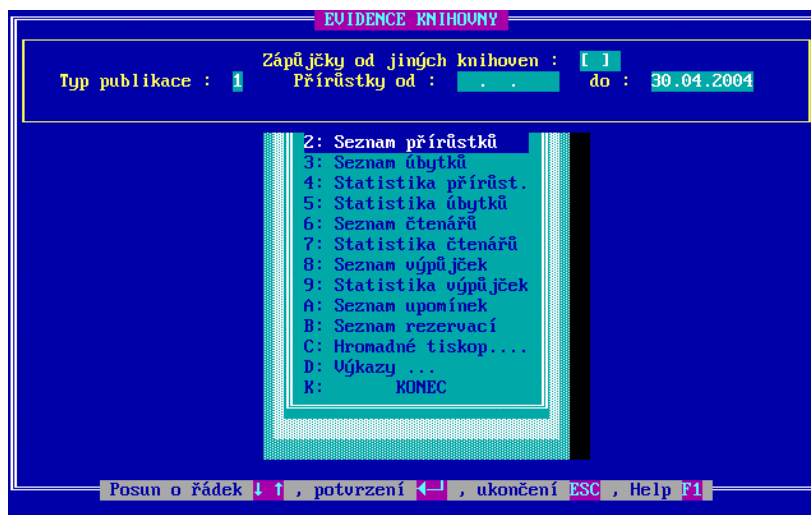 EVIDENCE KNIHOVNY
Zápůjčky od jiných knihoven : [ ]
Typ publikace : 1 Přírůstky od : . . do : 30.04.2004
2: Seznam přírůstků
3: Seznam úbytků
4: Statistika přírůst.
5: Statistika úbytků
6: Seznam čtenářů
7: Statistika čtenářů
8: Seznam výpůjček
9: Statistika výpůjček
A: Seznam upomínek
B: Seznam rezervací
C: Hromadné tiskop....
D: Výkazy ...
K: KONEC
Posun o řádek ↓ ↑ , potvrzení ◄─┘ , ukončení ESC , Help F1